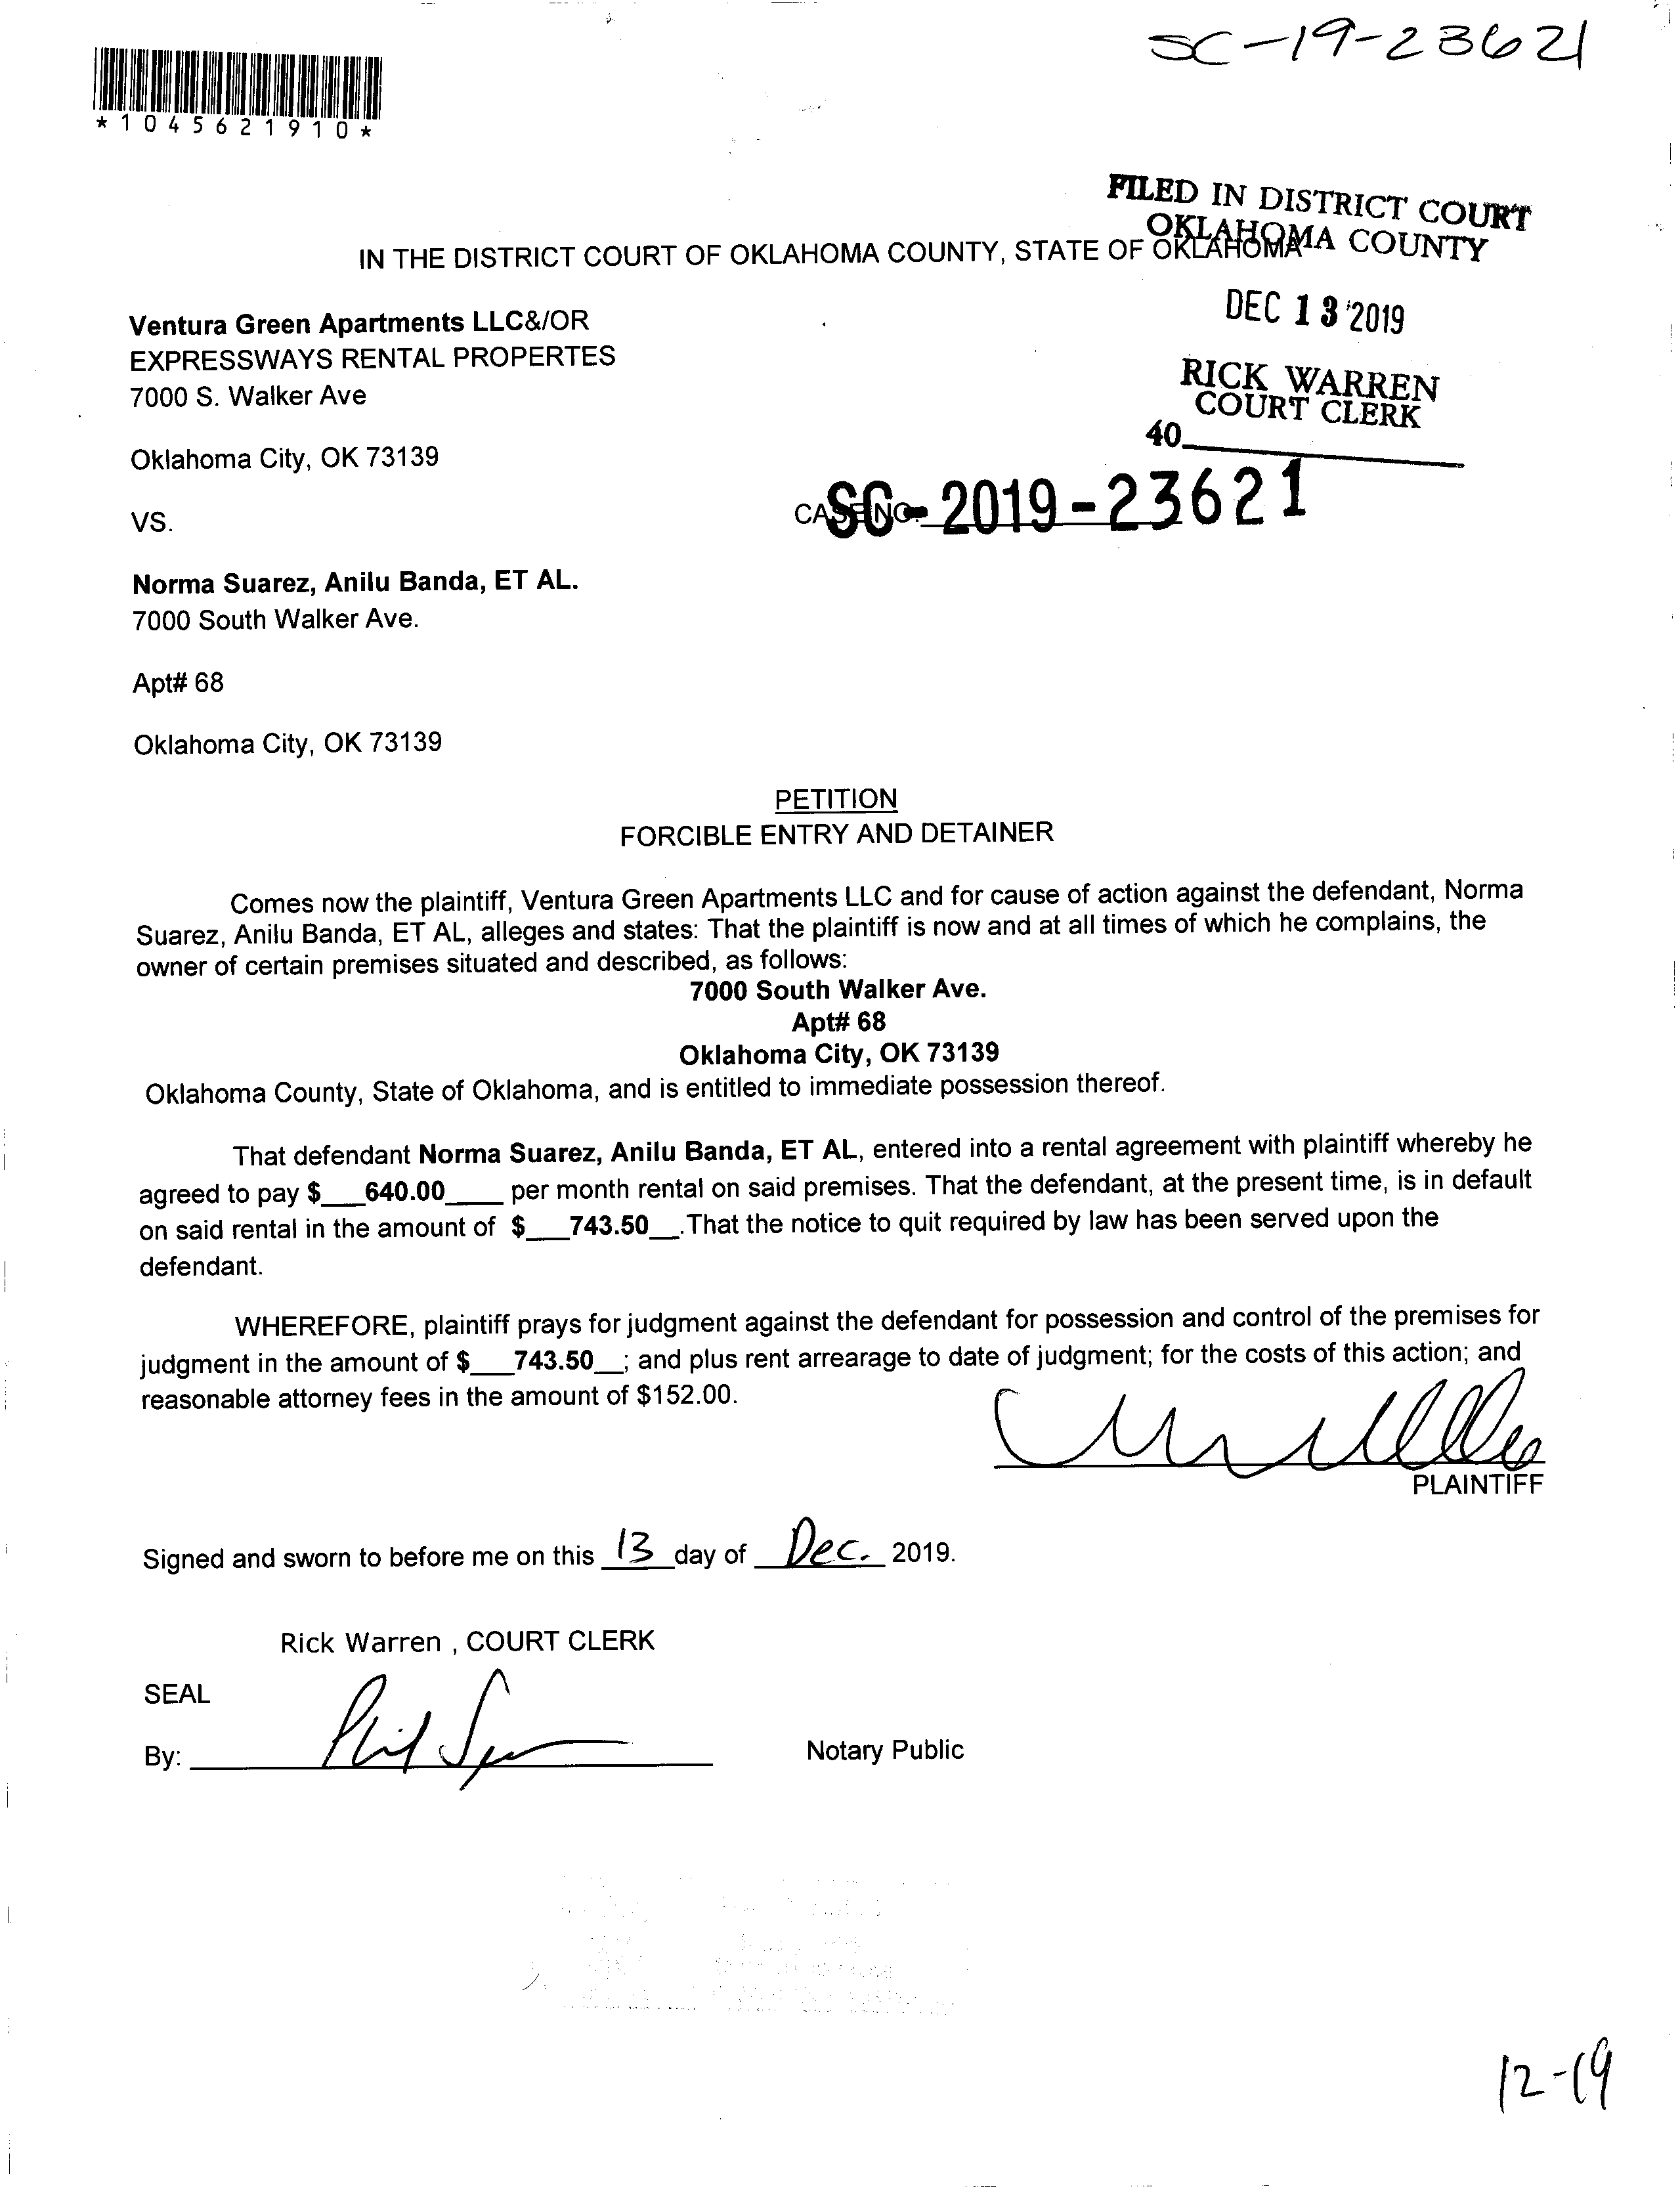 SC-19-23621
*1045621910*
FILED IN DISTRICT COURT
OKLAHOMA COUNTY
IN THE DISTRICT COURT OF OKLAHOMA COUNTY, STATE OF OKLAHOMA
DEC 13 2019
Ventura Green Apartments LLC&/OR
EXPRESSWAYS RENTAL PROPERTES
RICK WARREN
COURT CLERK
7000 S. Walker Ave
40
Oklahoma City, OK 73139
CASE NO. SC-2019-23621
VS.
Norma Suarez, Anilu Banda, ET AL.
7000 South Walker Ave.
Apt# 68
Oklahoma City, OK 73139
PETITION
FORCIBLE ENTRY AND DETAINER
Comes now the plaintiff, Ventura Green Apartments LLC and for cause of action against the defendant, Norma
Suarez, Anilu Banda, ET AL, alleges and states: That the plaintiff is now and at all times of which he complains, the
owner of certain premises situated and described, as follows:
7000 South Walker Ave.
Apt# 68
Oklahoma City, OK 73139
Oklahoma County, State of Oklahoma, and is entitled to immediate possession thereof.
That defendant Norma Suarez, Anilu Banda, ET AL, entered into a rental agreement with plaintiff whereby he
agreed to pay $___640.00____ per month rental on said premises. That the defendant, at the present time, is in default
on said rental in the amount of $___743.50__.That the notice to quit required by law has been served upon the
defendant.
WHEREFORE, plaintiff prays for judgment against the defendant for possession and control of the premises for
judgment in the amount of $___743.50__; and plus rent arrearage to date of judgment; for the costs of this action; and
reasonable attorney fees in the amount of $152.00.
PLAINTIFF
Signed and sworn to before me on this 13 day of Dec. 2019.
Rick Warren , COURT CLERK
SEAL
By:
Notary Public
12-19